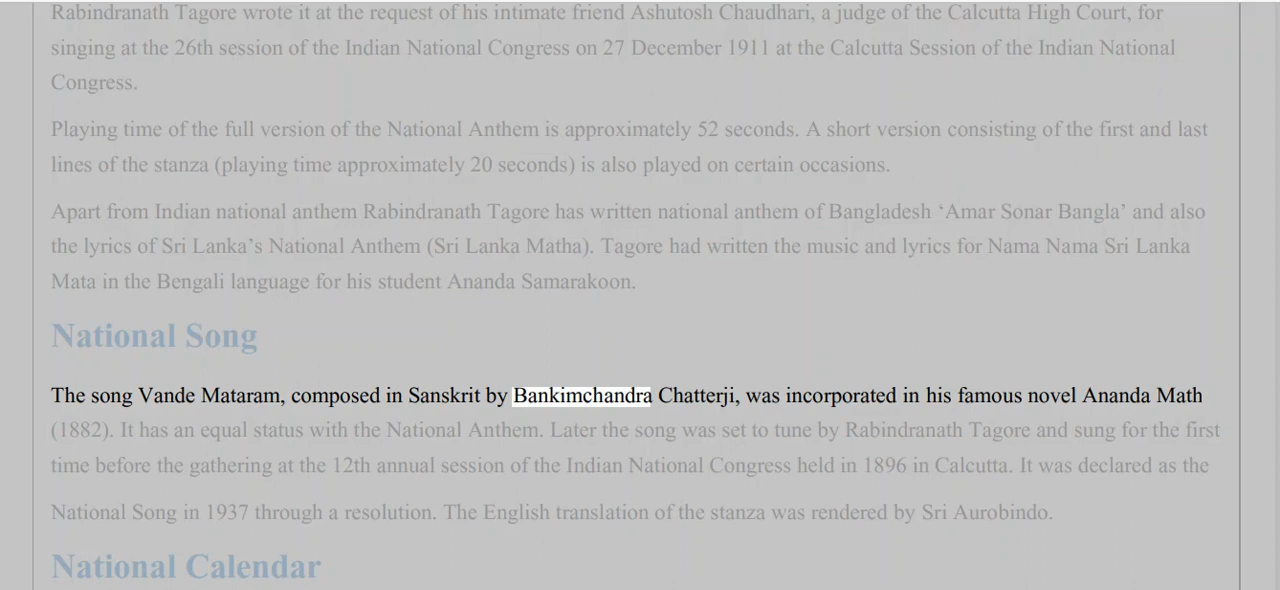 Rabindranath Tagore wrote it at the request of his intimate friend Ashutosh Chaudhari, a judge of the Calcutta High Court, for
singing at the 26th session of the Indian National Congress on 27 December 1911 at the Calcutta Session of the Indian National
Congress.
Playing time of the full version of the National Anthem is approximately 52 seconds. A short version consisting of the first and last
lines of the stanza (playing time approximately 20 seconds) is also played on certain occasions.
Apart from Indian national anthem Rabindranath Tagore has written national anthem of Bangladesh ‘Amar Sonar Bangla’ and also
the lyrics of Sri Lanka’s National Anthem (Sri Lanka Matha). Tagore had written the music and lyrics for Nama Nama Sri Lanka
Mata in the Bengali language for his student Ananda Samarakoon.
National Song
The song Vande Mataram, composed in Sanskrit by Bankimchandra Chatterji, was incorporated in his famous novel Ananda Math
(1882). It has an equal status with the National Anthem. Later the song was set to tune by Rabindranath Tagore and sung for the first
time before the gathering at the 12th annual session of the Indian National Congress held in 1896 in Calcutta. It was declared as the
National Song in 1937 through a resolution. The English translation of the stanza was rendered by Sri Aurobindo.
National Calendar